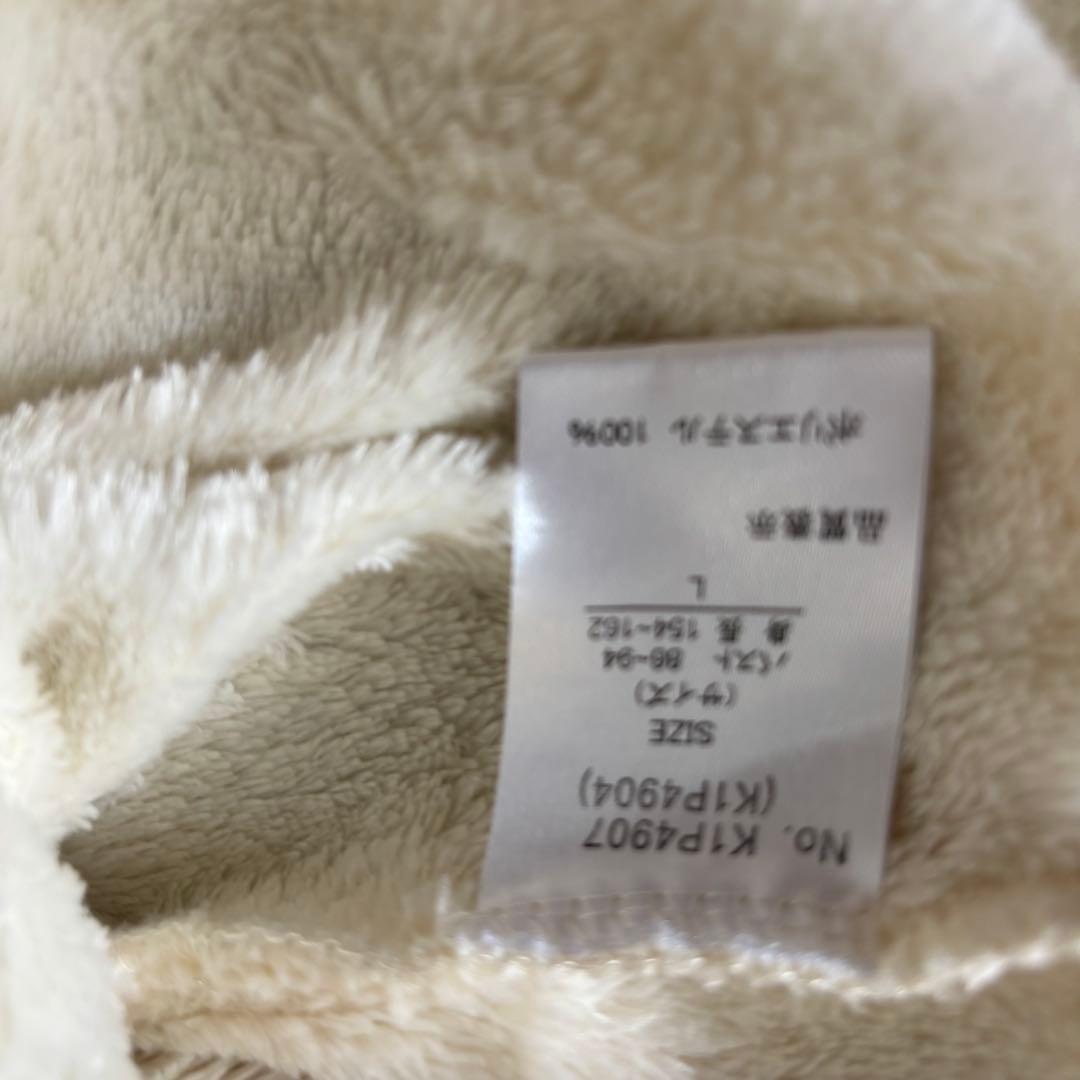 No. K1P4907
(K1P4904)
SIZE
(サイズ)
バスト 86~94
身長 154~162
L
品質表示
ポリエステル 100%